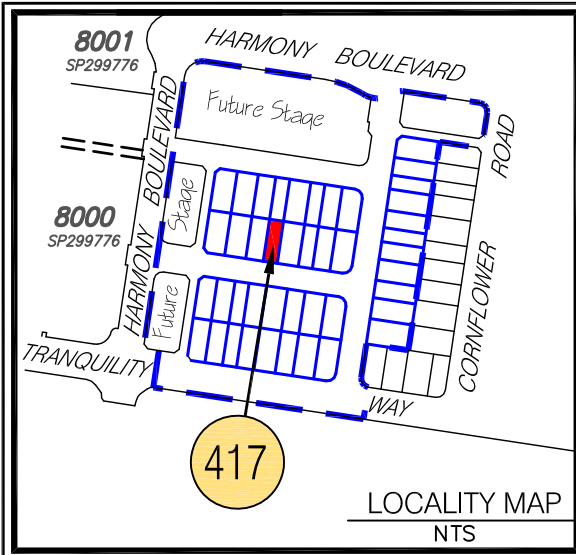 8001
SP299776
HARMONY BOULEVARD
Future Stage
HARMONY BOULEVARD
ROAD
Stage
8000
SP299776
Future
CORNFLOWER
TRANQUILITY
WAY
417
LOCALITY MAP
NTS